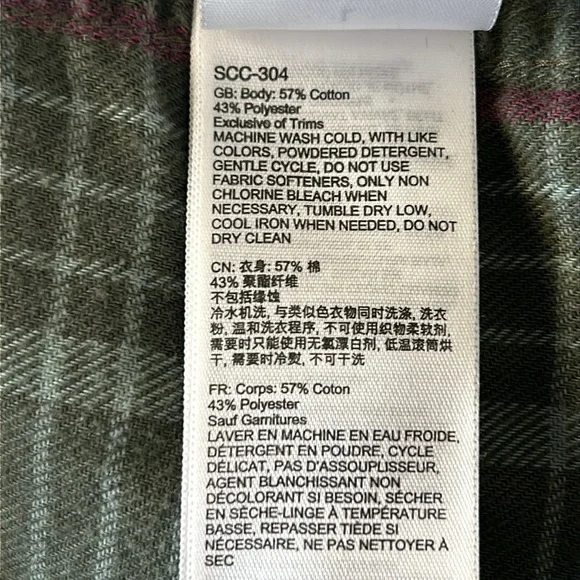 SCC-304
GB: Body: 57% Cotton
43% Polyester
Exclusive of Trims
MACHINE WASH COLD, WITH LIKE
COLORS, POWDERED DETERGENT,
GENTLE CYCLE, DO NOT USE
FABRIC SOFTENERS, ONLY NON
CHLORINE BLEACH WHEN
NECESSARY, TUMBLE DRY LOW,
COOL IRON WHEN NEEDED, DO NOT
DRY CLEAN
CN: 衣身: 57% 棉
43% 聚酯纤维
不包括缘蚀
冷水机洗, 与类似色衣物同时洗涤, 洗衣
粉, 温和洗衣程序, 不可使用织物柔软剂,
需要时只能使用无氯漂白剂, 低温滚筒烘
干, 需要时冷熨, 不可干洗
FR: Corps: 57% Coton
43% Polyester
Sauf Garnitures
LAVER EN MACHINE EN EAU FROIDE,
DÉTERGENT EN POUDRE, CYCLE
DÉLICAT, PAS D'ASSOUPLISSEUR,
AGENT BLANCHISSANT NON
DÉCOLORANT SI BESOIN, SÉCHER
EN SÈCHE-LINGE À TEMPÉRATURE
BASSE, REPASSER TIÈDE SI
NÉCESSAIRE, NE PAS NETTOYER À
SEC